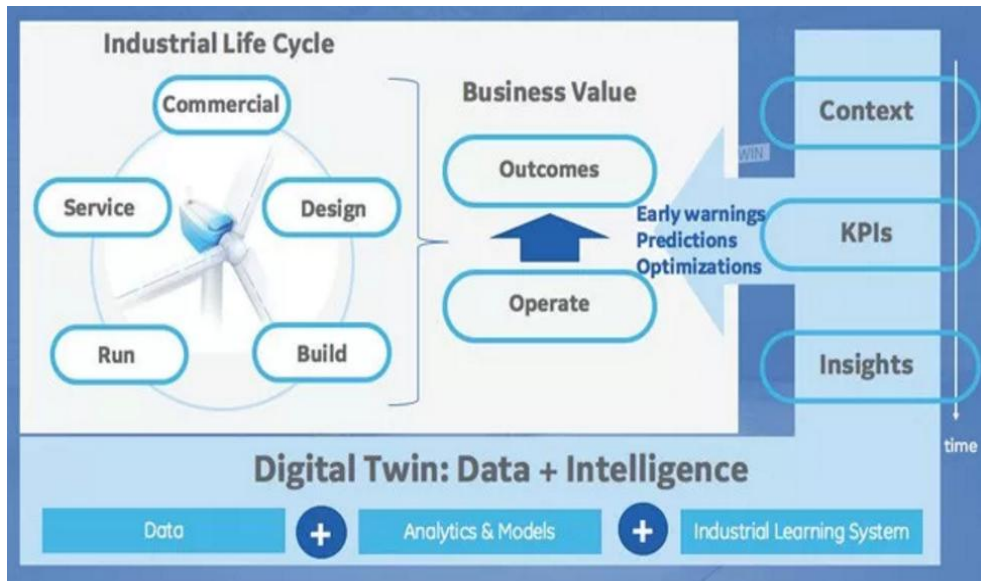 Industrial Life Cycle
Commercial
Service
Design
Run
Build
Business Value
Outcomes
Operate
WIN
Early warnings
Predictions
Optimizations
Context
KPIs
Insights
time
Digital Twin: Data + Intelligence
Data + Analytics & Models + Industrial Learning System